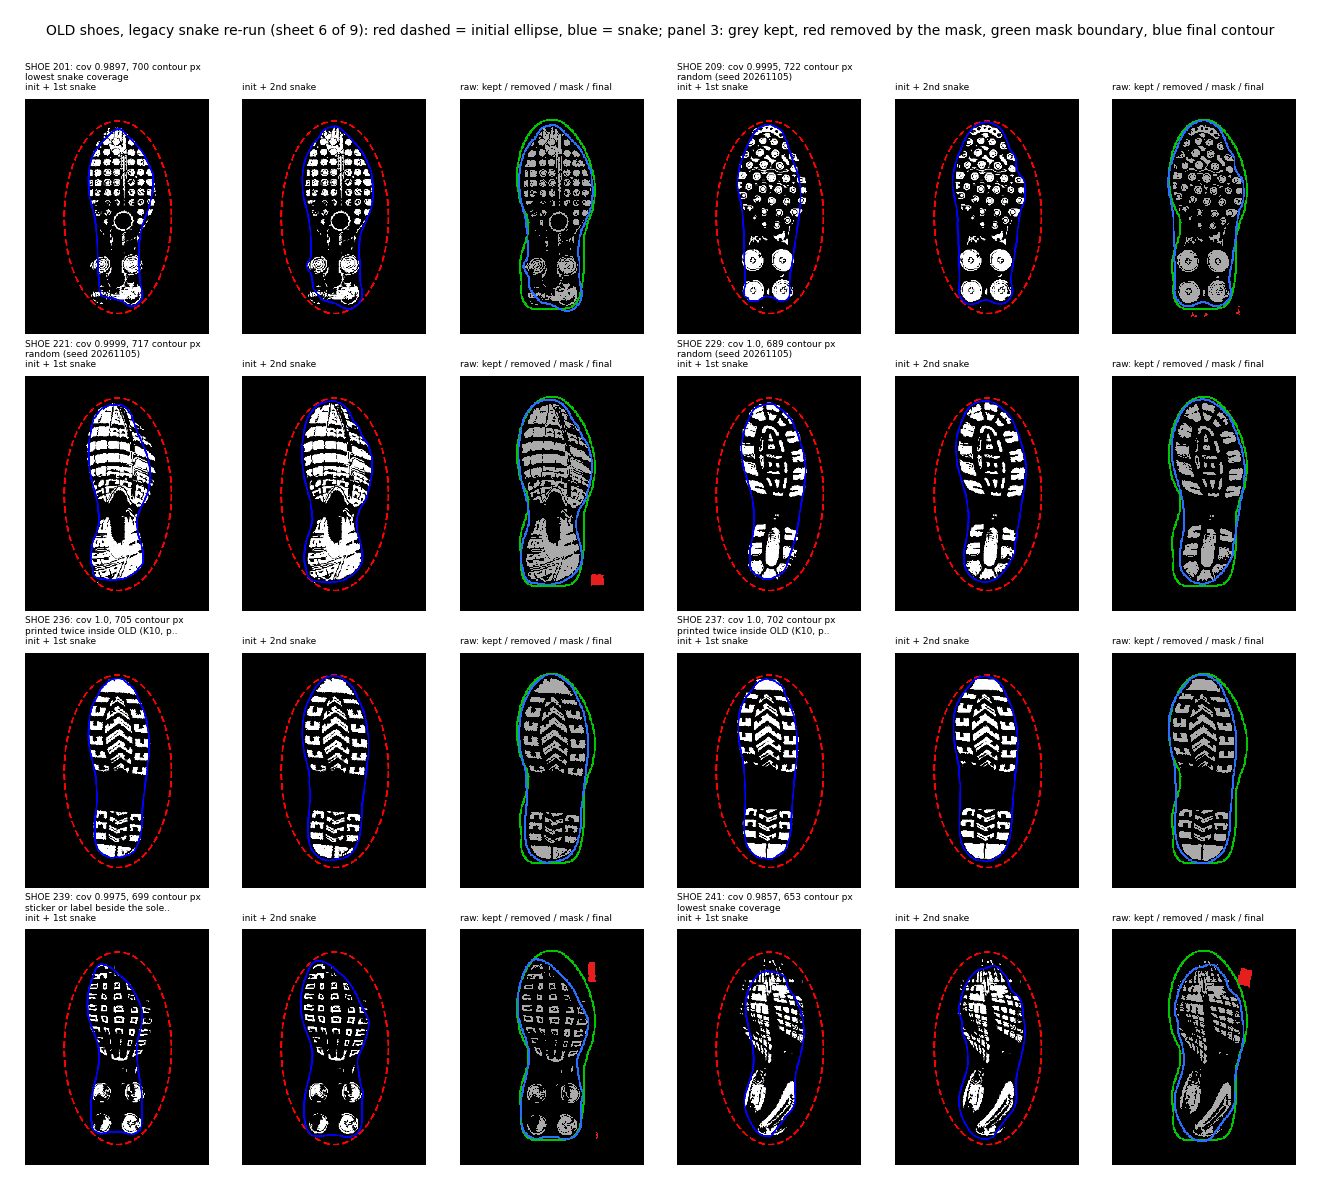 OLD shoes, legacy snake re-run (sheet 6 of 9): red dashed = initial ellipse, blue = snake; panel 3: grey kept, red removed by the mask, green mask boundary, blue final contour
SHOE 201: cov 0.9897, 700 contour px
lowest snake coverage
init + 1st snake
init + 2nd snake
raw: kept / removed / mask / final
SHOE 209: cov 0.9995, 722 contour px
random (seed 20261105)
init + 1st snake
init + 2nd snake
raw: kept / removed / mask / final
SHOE 221: cov 0.9999, 717 contour px
random (seed 20261105)
init + 1st snake
init + 2nd snake
raw: kept / removed / mask / final
SHOE 229: cov 1.0, 689 contour px
random (seed 20261105)
init + 1st snake
init + 2nd snake
raw: kept / removed / mask / final
SHOE 236: cov 1.0, 705 contour px
printed twice inside OLD (K10, p..
init + 1st snake
init + 2nd snake
raw: kept / removed / mask / final
SHOE 237: cov 1.0, 702 contour px
printed twice inside OLD (K10, p..
init + 1st snake
init + 2nd snake
raw: kept / removed / mask / final
SHOE 239: cov 0.9975, 699 contour px
sticker or label beside the sole..
init + 1st snake
init + 2nd snake
raw: kept / removed / mask / final
SHOE 241: cov 0.9857, 653 contour px
lowest snake coverage
init + 1st snake
init + 2nd snake
raw: kept / removed / mask / final